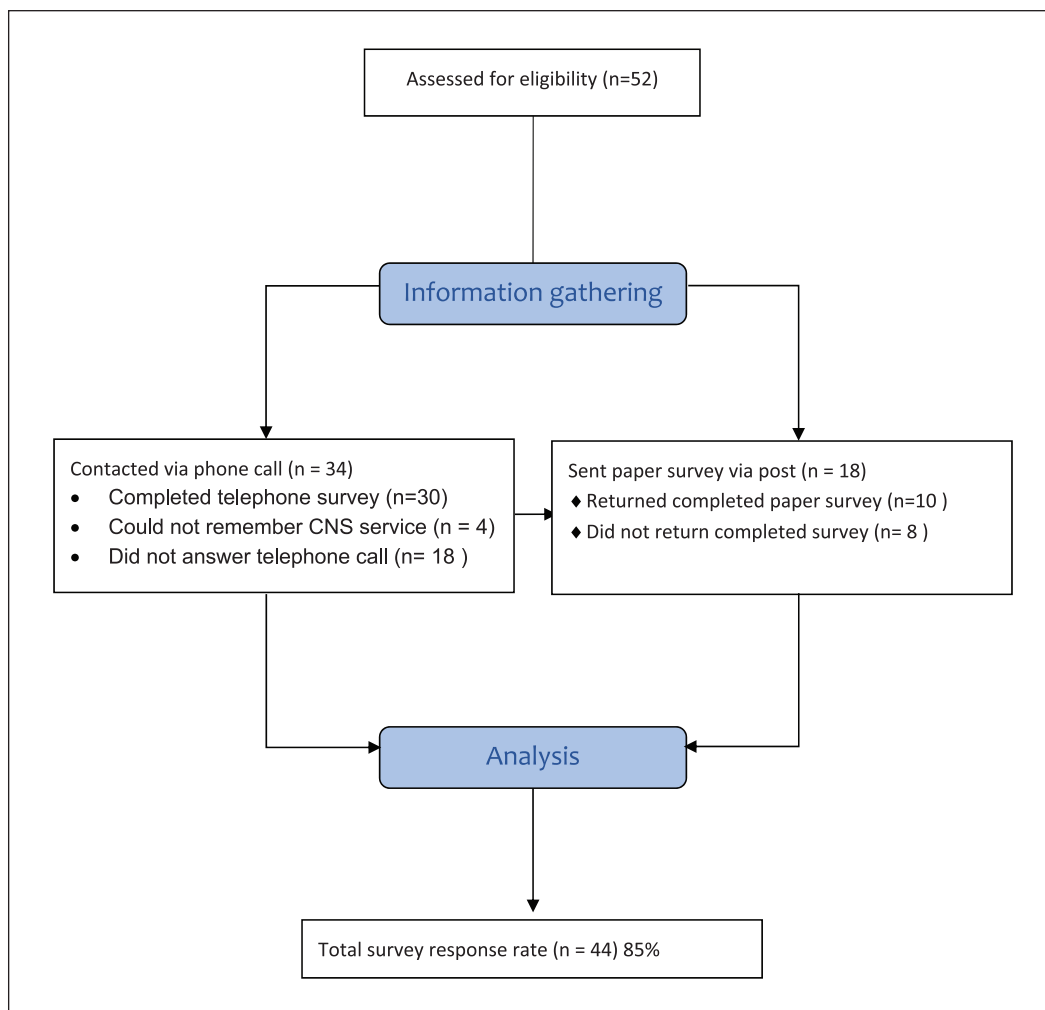 Assessed for eligibility (n=52)
Information gathering
Contacted via phone call (n = 34)
• Completed telephone survey (n=30)
• Could not remember CNS service (n = 4)
• Did not answer telephone call (n= 18 )
Sent paper survey via post (n = 18)
♦ Returned completed paper survey (n=10 )
♦ Did not return completed survey (n= 8 )
Analysis
Total survey response rate (n = 44) 85%